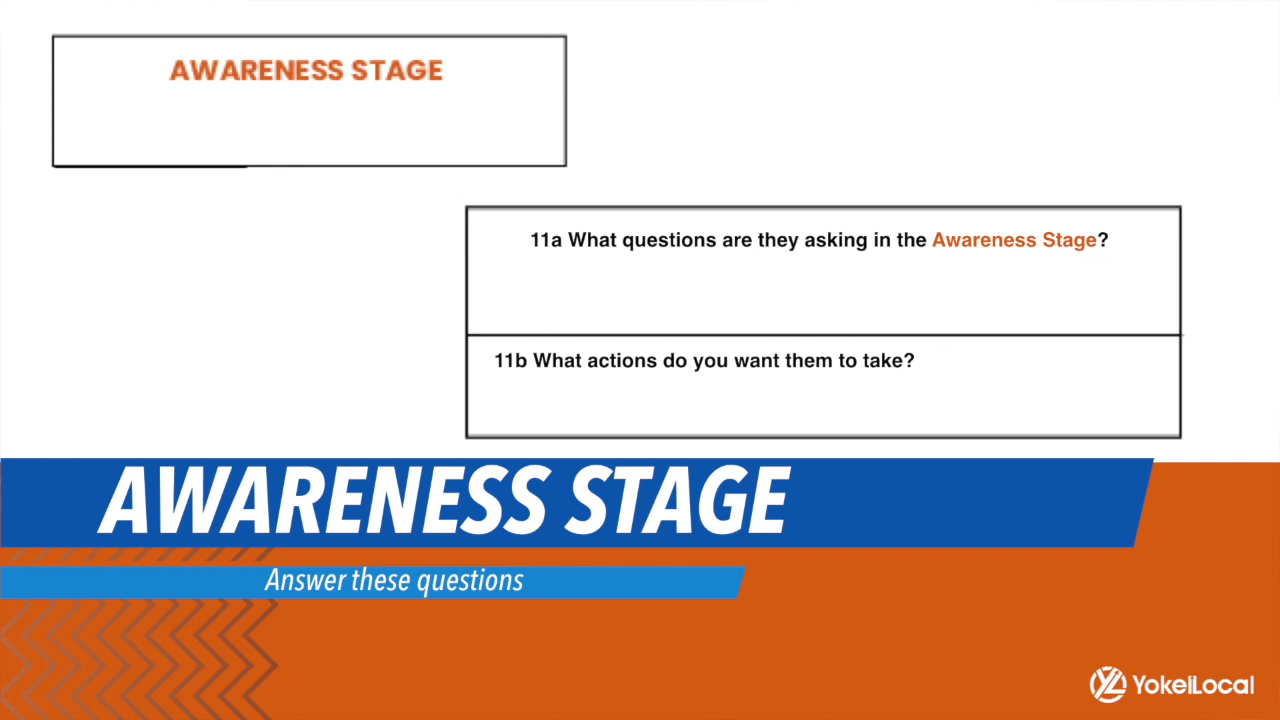 AWARENESS STAGE
11a What questions are they asking in the Awareness Stage?
11b What actions do you want them to take?
AWARENESS STAGE
Answer these questions
YokelLocal